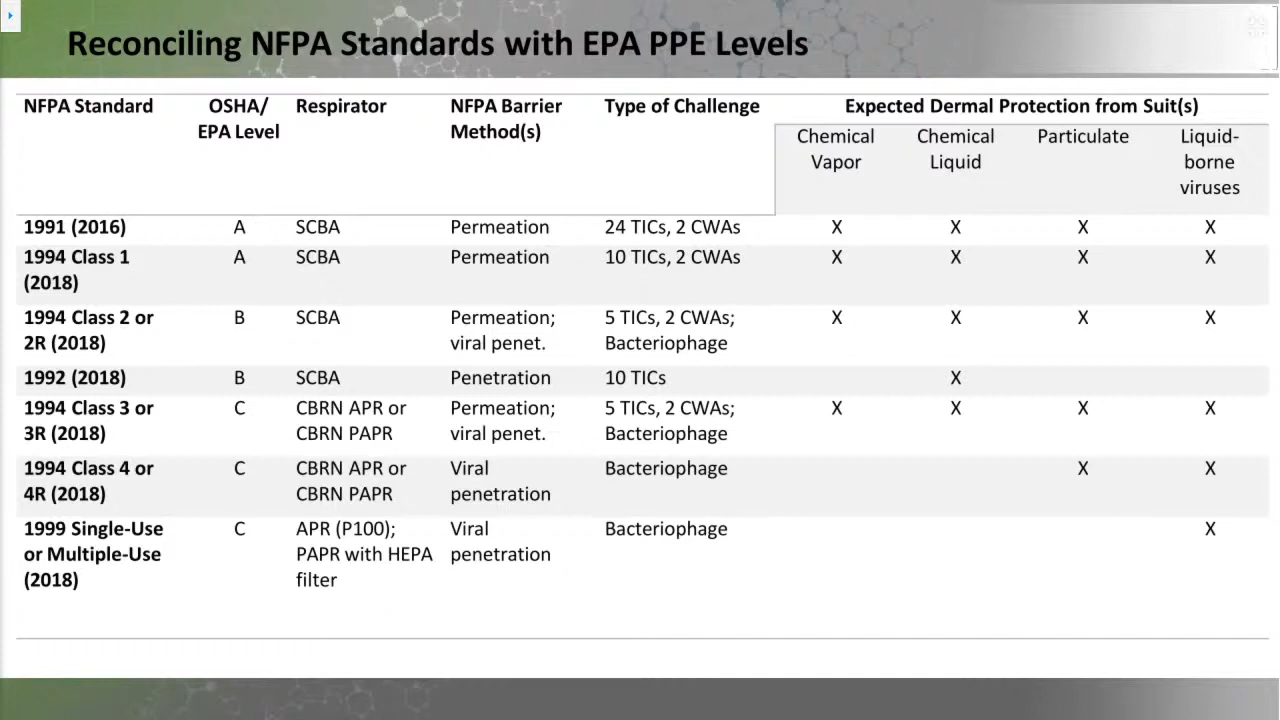 Reconciling NFPA Standards with EPA PPE Levels
NFPA Standard OSHA/ Respirator NFPA Barrier Type of Challenge Expected Dermal Protection from Suit(s)
EPA Level Method(s)
Chemical Chemical Particulate Liquid-
Vapor Liquid borne
viruses
1991 (2016) A SCBA Permeation 24 TICs, 2 CWAs X X X X
1994 Class 1 A SCBA Permeation 10 TICs, 2 CWAs X X X X
(2018)
1994 Class 2 or B SCBA Permeation; 5 TICs, 2 CWAs; X X X X
2R (2018) viral penet. Bacteriophage
1992 (2018) B SCBA Penetration 10 TICs X
1994 Class 3 or C CBRN APR or Permeation; 5 TICs, 2 CWAs; X X X X
3R (2018) CBRN PAPR viral penet. Bacteriophage
1994 Class 4 or C CBRN APR or Viral Bacteriophage X X
4R (2018) CBRN PAPR penetration
1999 Single-Use C APR (P100); Viral Bacteriophage X
or Multiple-Use PAPR with HEPA penetration
(2018) filter